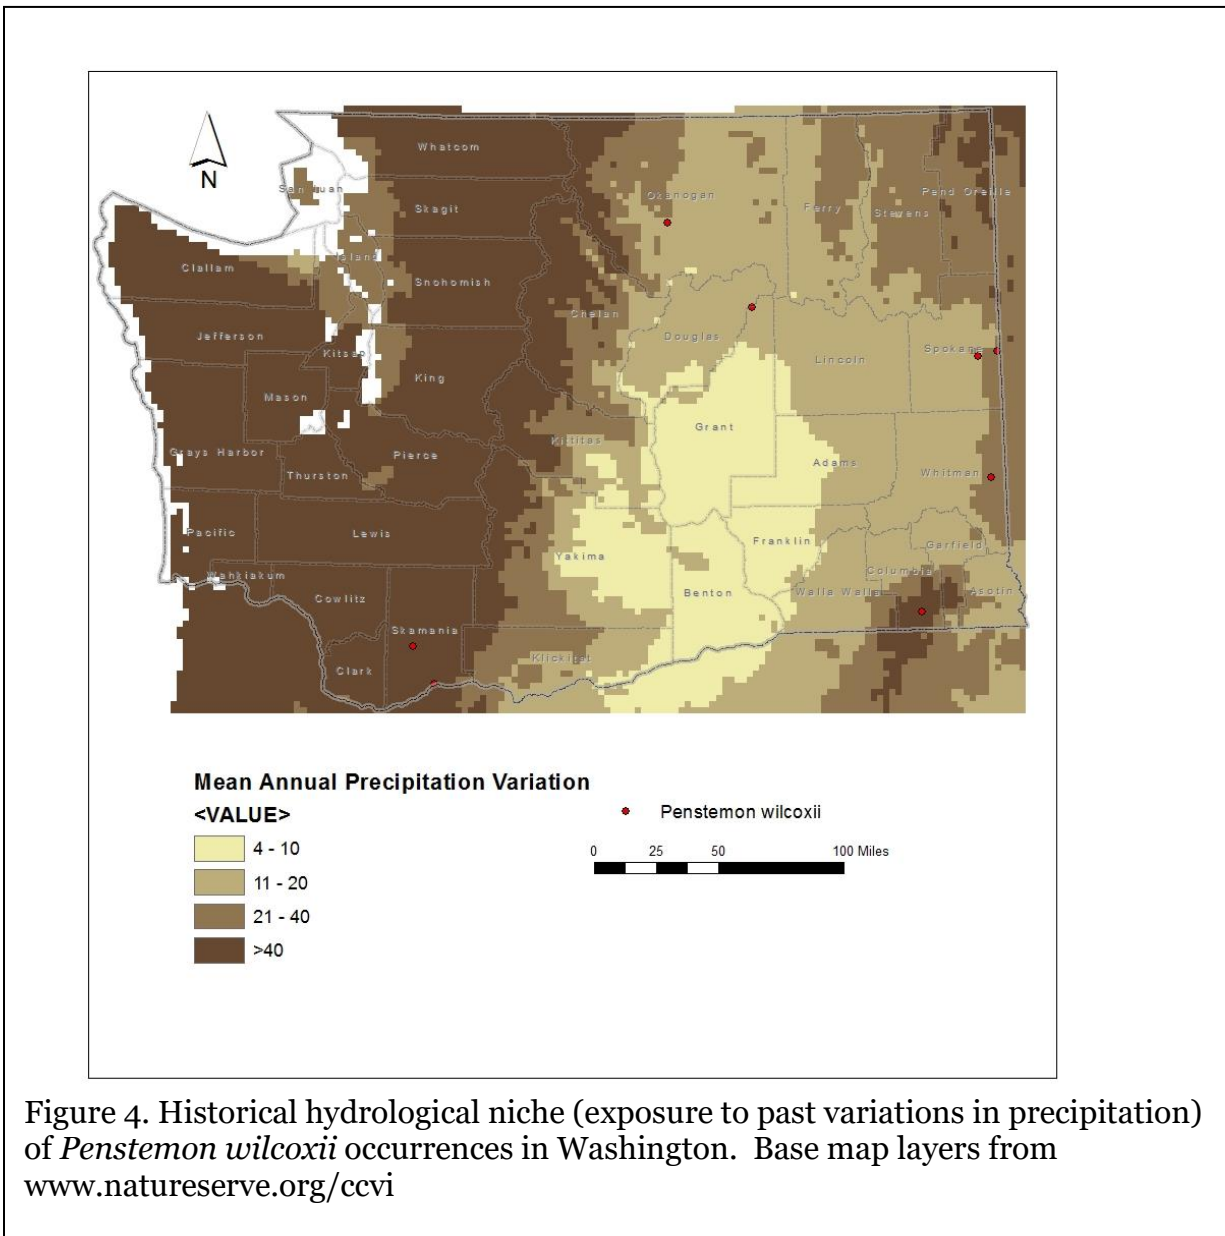 N
Whatcom
San Juan
Okanogan
Ferry
Stevens
Pend Oreille
Skagit
Island
Clallam
Snohomish
Chelan
Jefferson
Kitsap
Douglas
Lincoln
Spokane
King
Mason
Grant
Kittitas
Grays Harbor
Pierce
Adams
Whitman
Thurston
Pacific
Lewis
Yakima
Franklin
Garfield
Wahkiakum
Columbia
Cowlitz
Benton
Walla Walla
Asotin
Skamania
Clark
Klickitat
Mean Annual Precipitation Variation
<VALUE>
4 - 10
11 - 20
21 - 40
>40
Penstemon wilcoxii
0 25 50 100 Miles
Figure 4. Historical hydrological niche (exposure to past variations in precipitation)
of Penstemon wilcoxii occurrences in Washington. Base map layers from
www.natureserve.org/ccvi